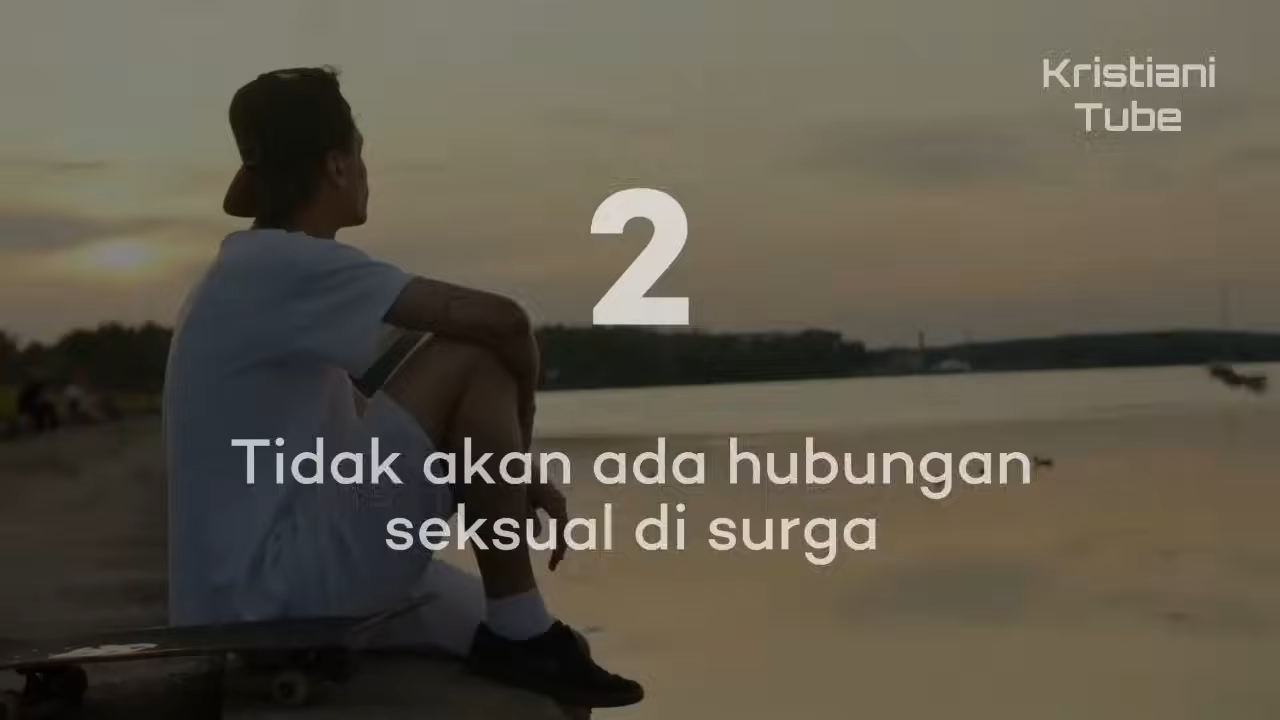 Kristiani
Tube
2
Tidak akan ada hubungan
seksual di surga